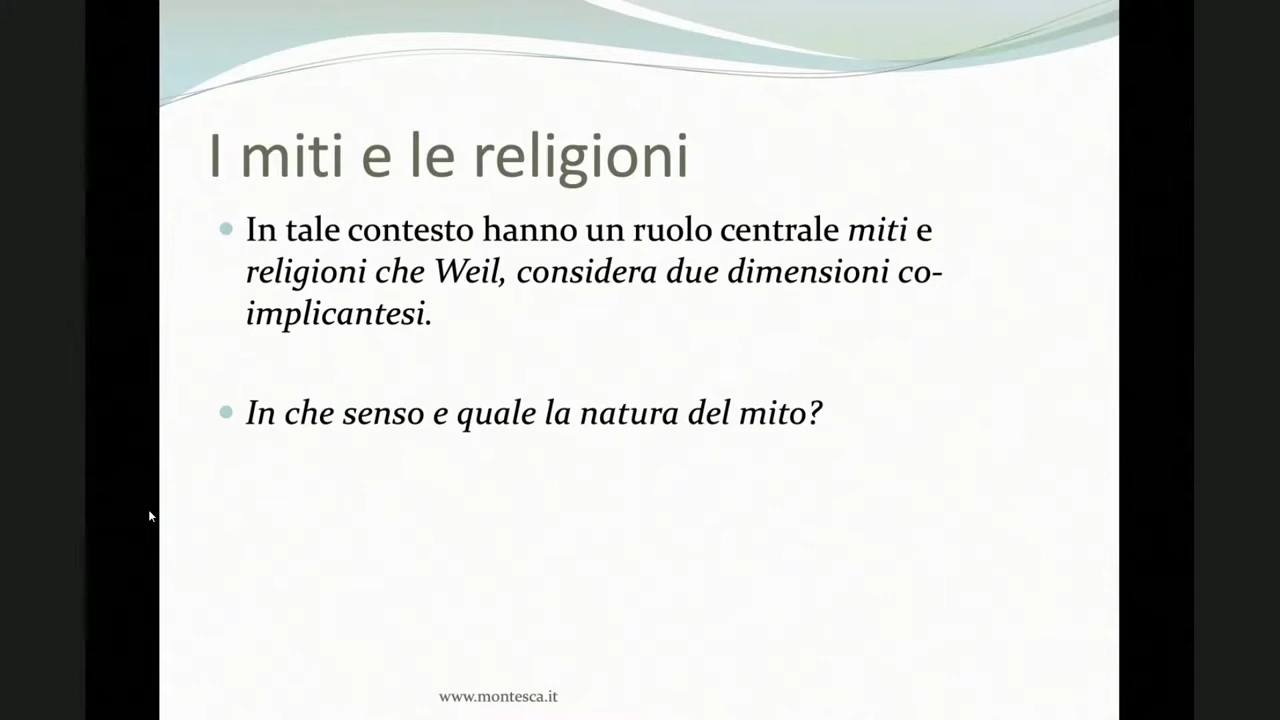 I miti e le religioni
In tale contesto hanno un ruolo centrale miti e
religioni che Weil, considera due dimensioni co-
implicantesi.
In che senso e quale la natura del mito?
www.montesca.it